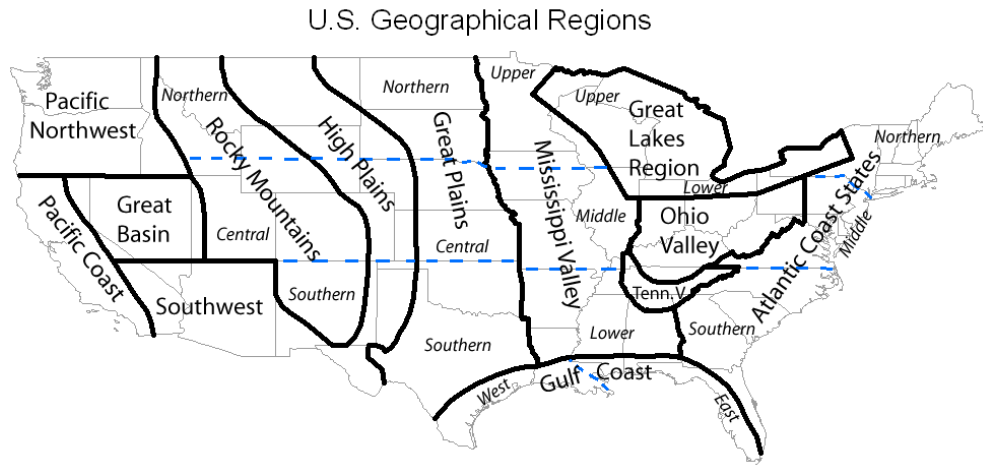 U.S. Geographical Regions
Pacific
Northwest
Northern
Rocky Mountains
Central
Southern
High Plains
Northern
Great Plains
Central
Southern
Upper
Mississippi Valley
Middle
Lower
Upper
Great
Lakes
Region
Lower
Ohio
Valley
Tenn.V.
Northern
Atlantic Coast States
Middle
Southern
Great
Basin
Pacific Coast
Southwest
West
Gulf Coast
East